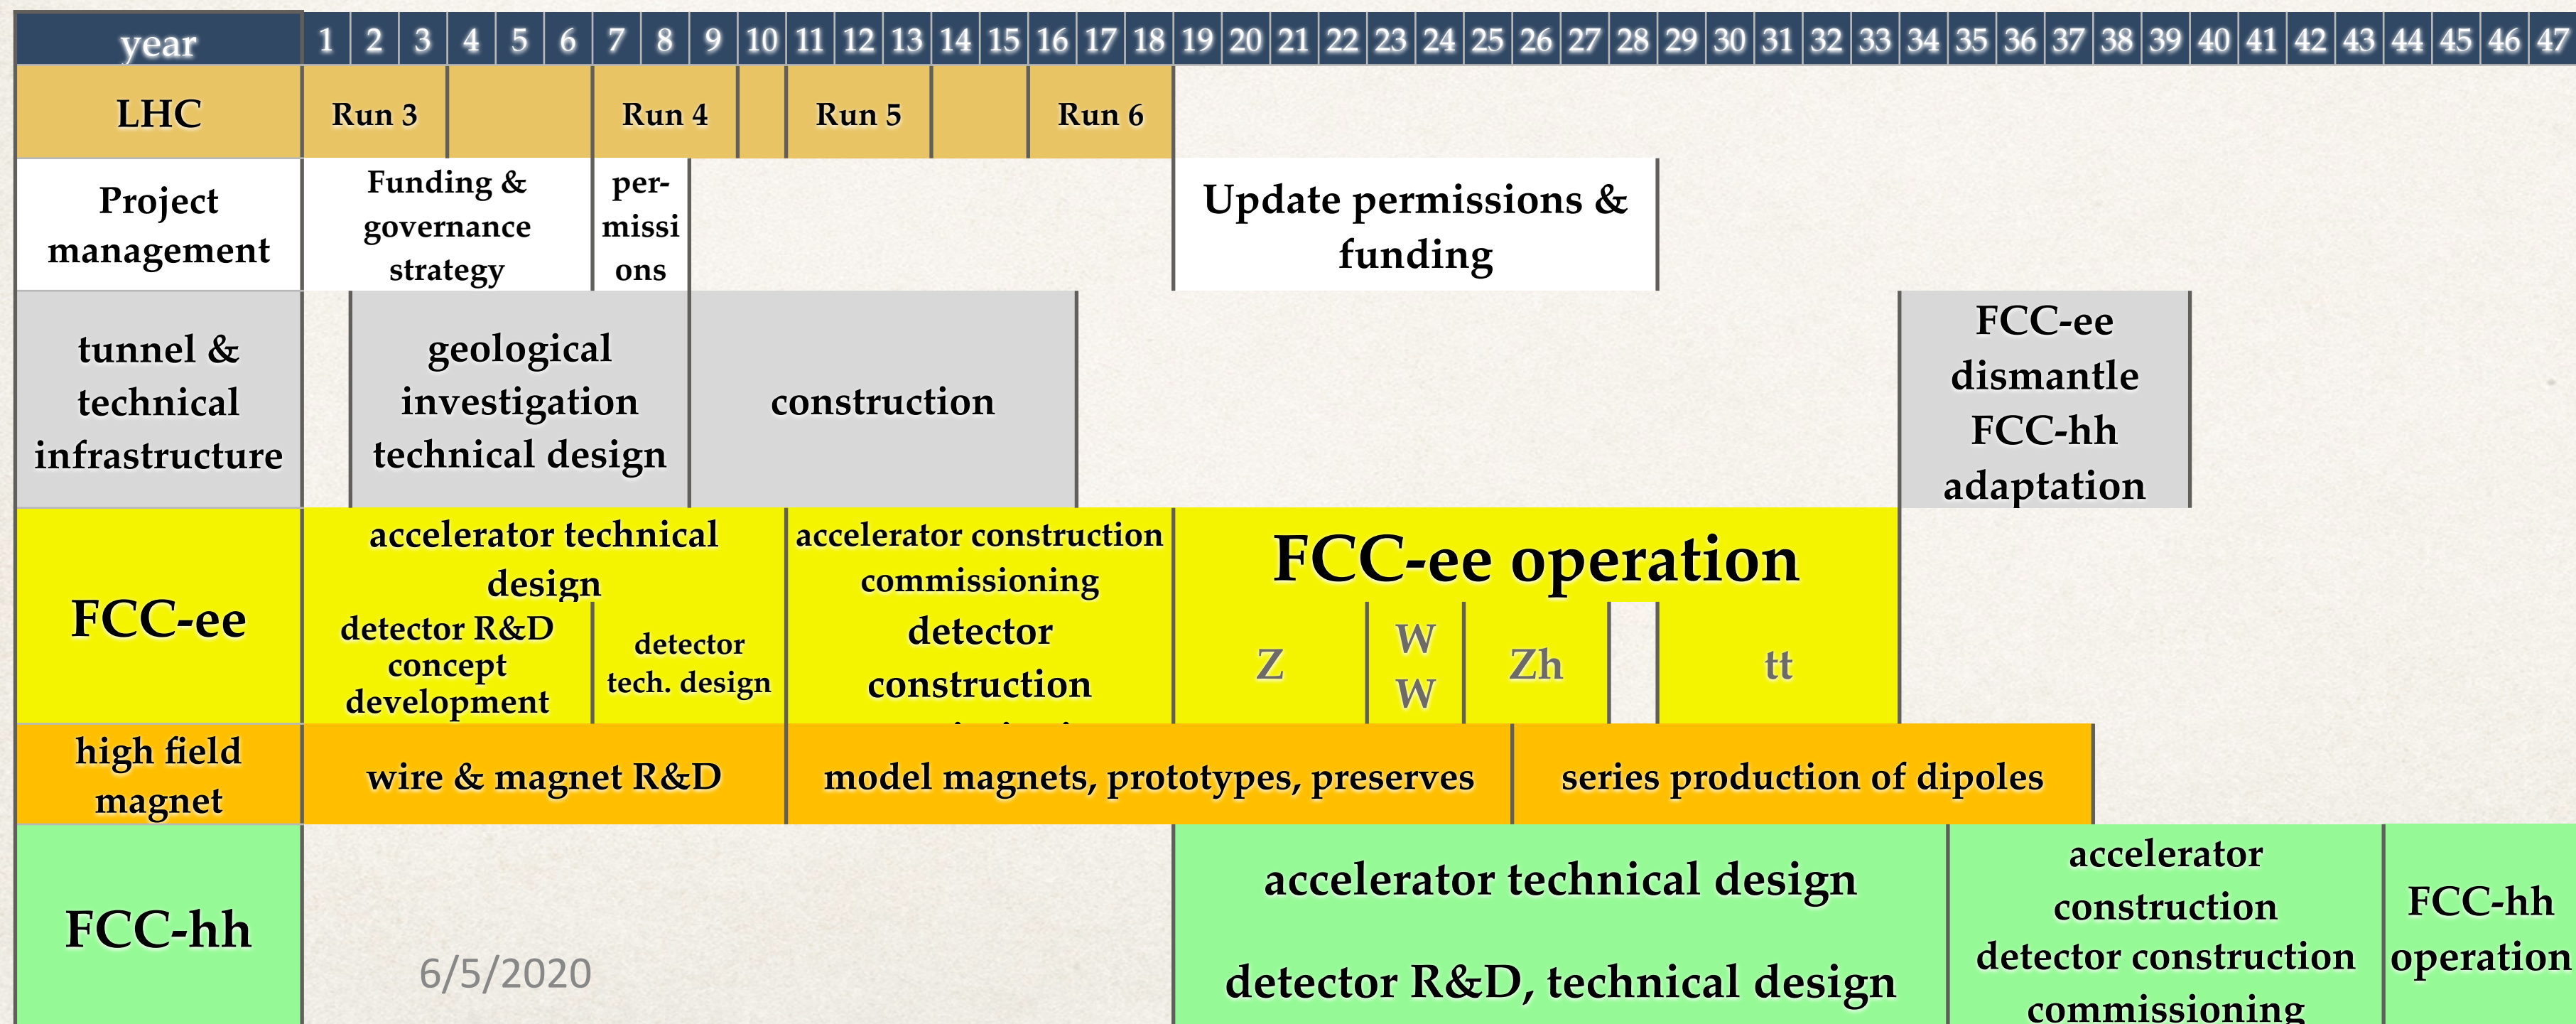 year 1 2 3 4 5 6 7 8 9 10 11 12 13 14 15 16 17 18 19 20 21 22 23 24 25 26 27 28 29 30 31 32 33 34 35 36 37 38 39 40 41 42 43 44 45 46 47
LHC Run 3 Run 4 Run 5 Run 6
Project
management
Funding &
governance
strategy
per-
missi
ons
Update permissions &
funding
tunnel &
technical
infrastructure
geological
investigation
technical design
construction
FCC-ee
dismantle
FCC-hh
adaptation
FCC-ee
accelerator technical
design
detector R&D
concept
development
detector
tech. design
accelerator construction
commissioning
detector
construction
FCC-ee operation
Z
W
W
Zh
tt
high field
magnet
wire & magnet R&D
model magnets, prototypes, preserves
series production of dipoles
FCC-hh
accelerator technical design
detector R&D, technical design
accelerator
construction
detector construction
commissioning
FCC-hh
operation
6/5/2020